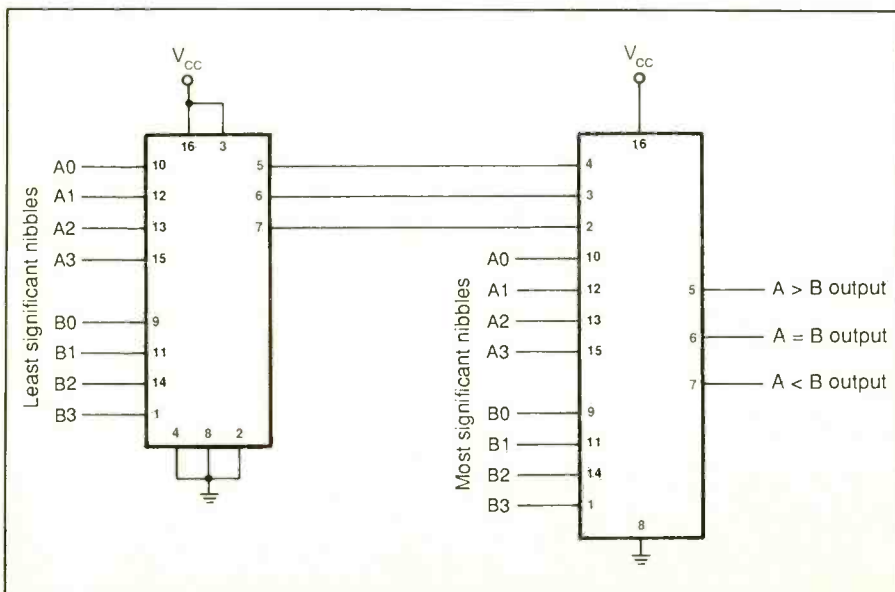 V_CC
16 3
A0 10 5
A1 12 6
A2 13 7
A3 15
B0 9
B1 11
B2 14
B3 1
4 8 2
Least significant nibbles
V_CC
16
4
3
2
A0 10
A1 12
A2 13
A3 15
B0 9
B1 11
B2 14
B3 1
8
Most significant nibbles
5 A > B output
6 A = B output
7 A < B output